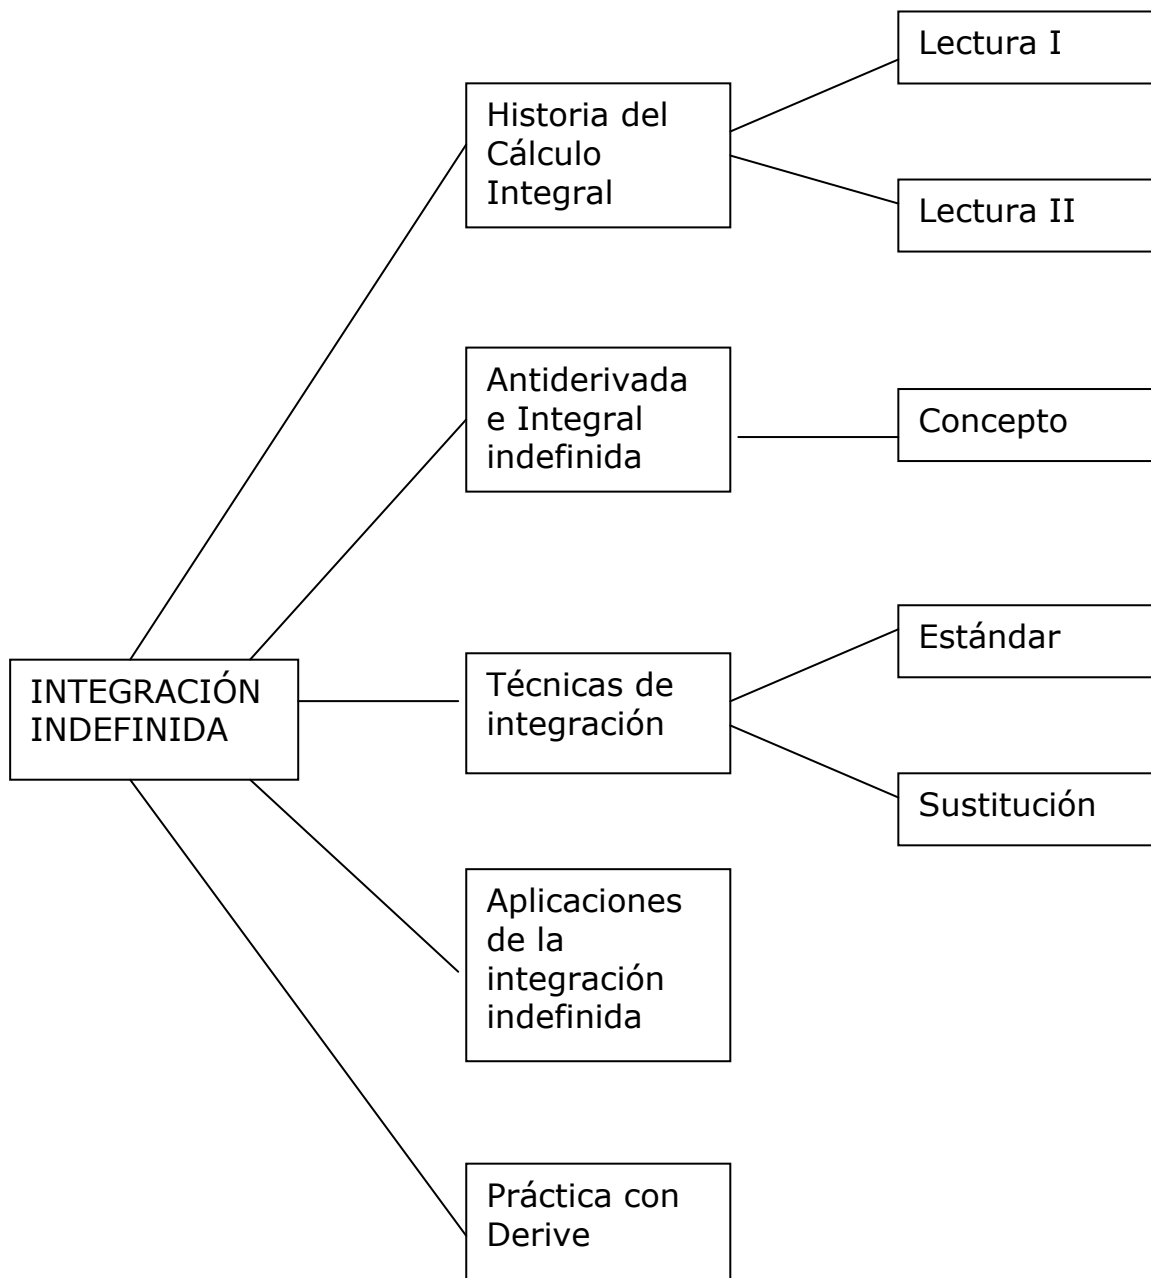 Lectura I
Historia del
Cálculo
Integral
Lectura II
Antiderivada
e Integral
indefinida
Concepto
Estándar
INTEGRACIÓN
INDEFINIDA
Técnicas de
integración
Sustitución
Aplicaciones
de la
integración
indefinida
Práctica con
Derive